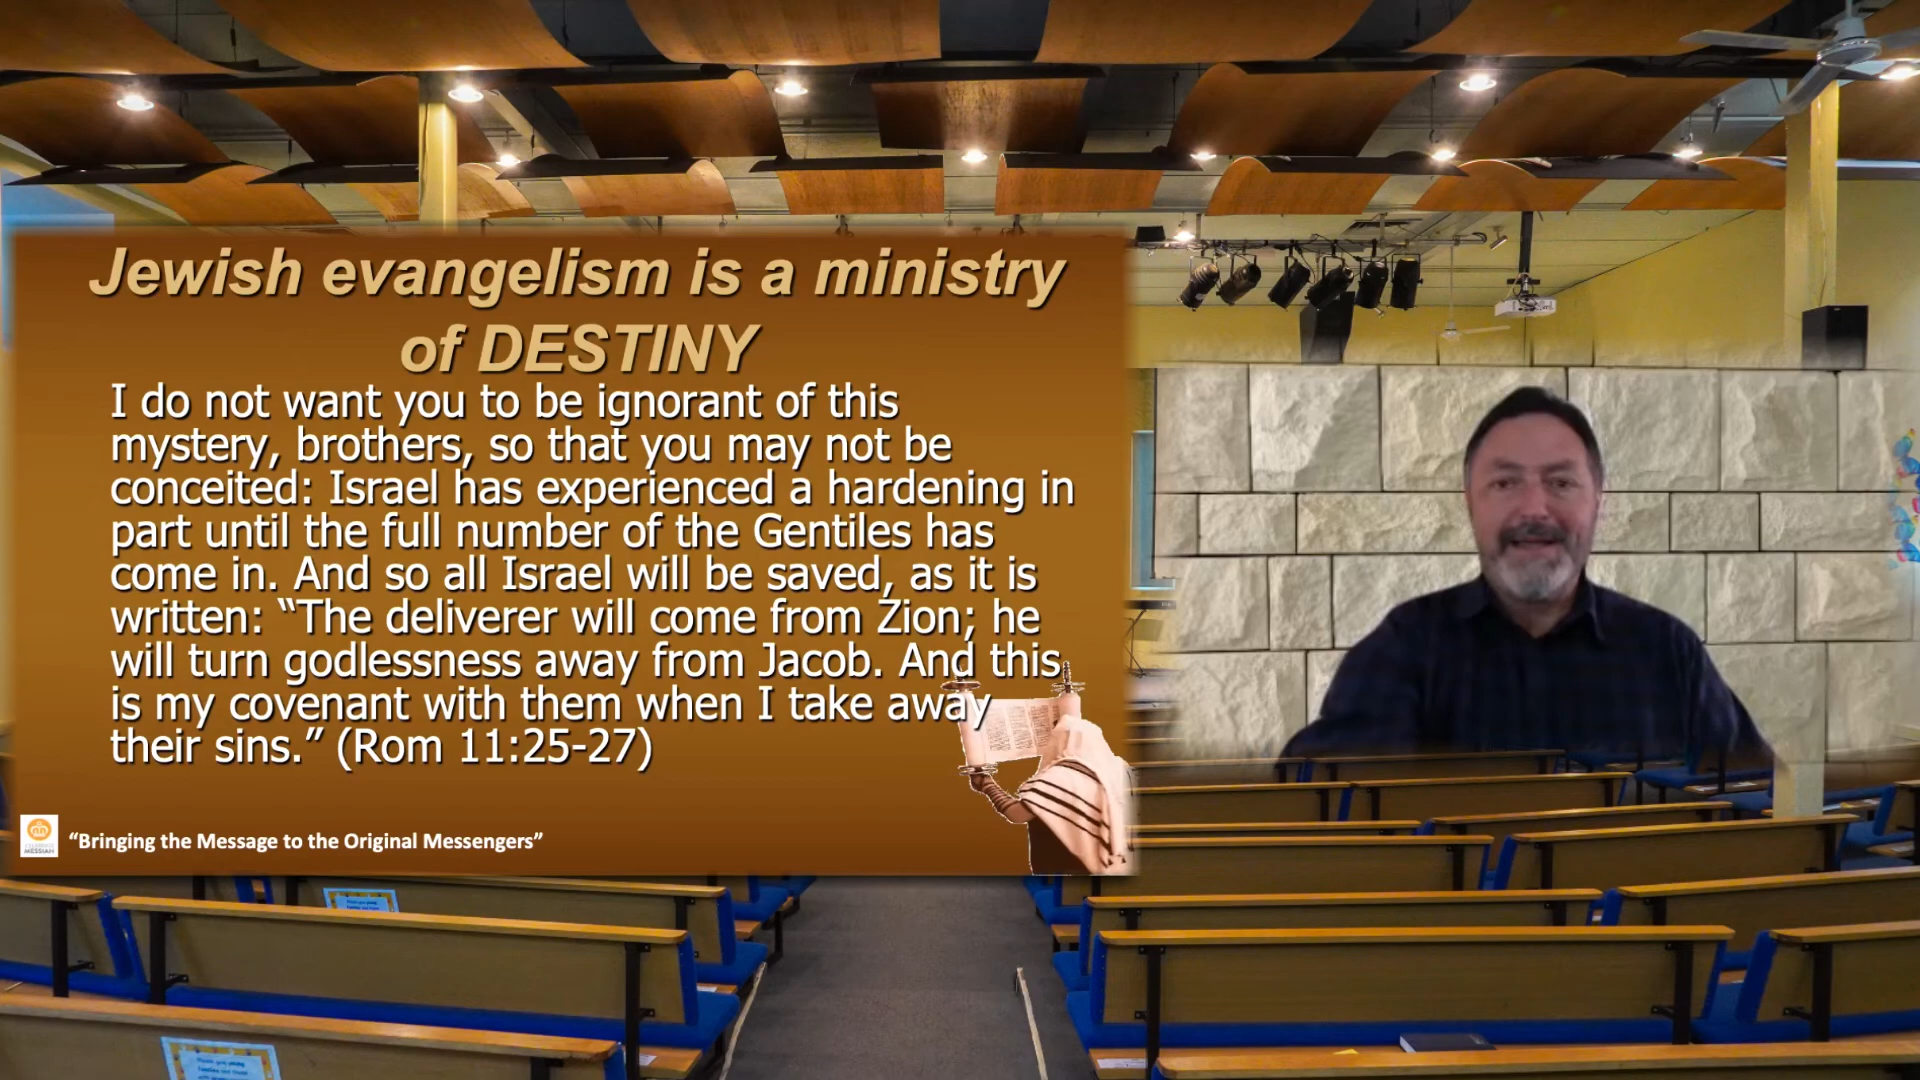 Jewish evangelism is a ministry
of DESTINY
I do not want you to be ignorant of this
mystery, brothers, so that you may not be
conceited: Israel has experienced a hardening in
part until the full number of the Gentiles has
come in. And so all Israel will be saved, as it is
written: “The deliverer will come from Zion; he
will turn godlessness away from Jacob. And this
is my covenant with them when I take away
their sins.” (Rom 11:25-27)
MESSIAH
“Bringing the Message to the Original Messengers”